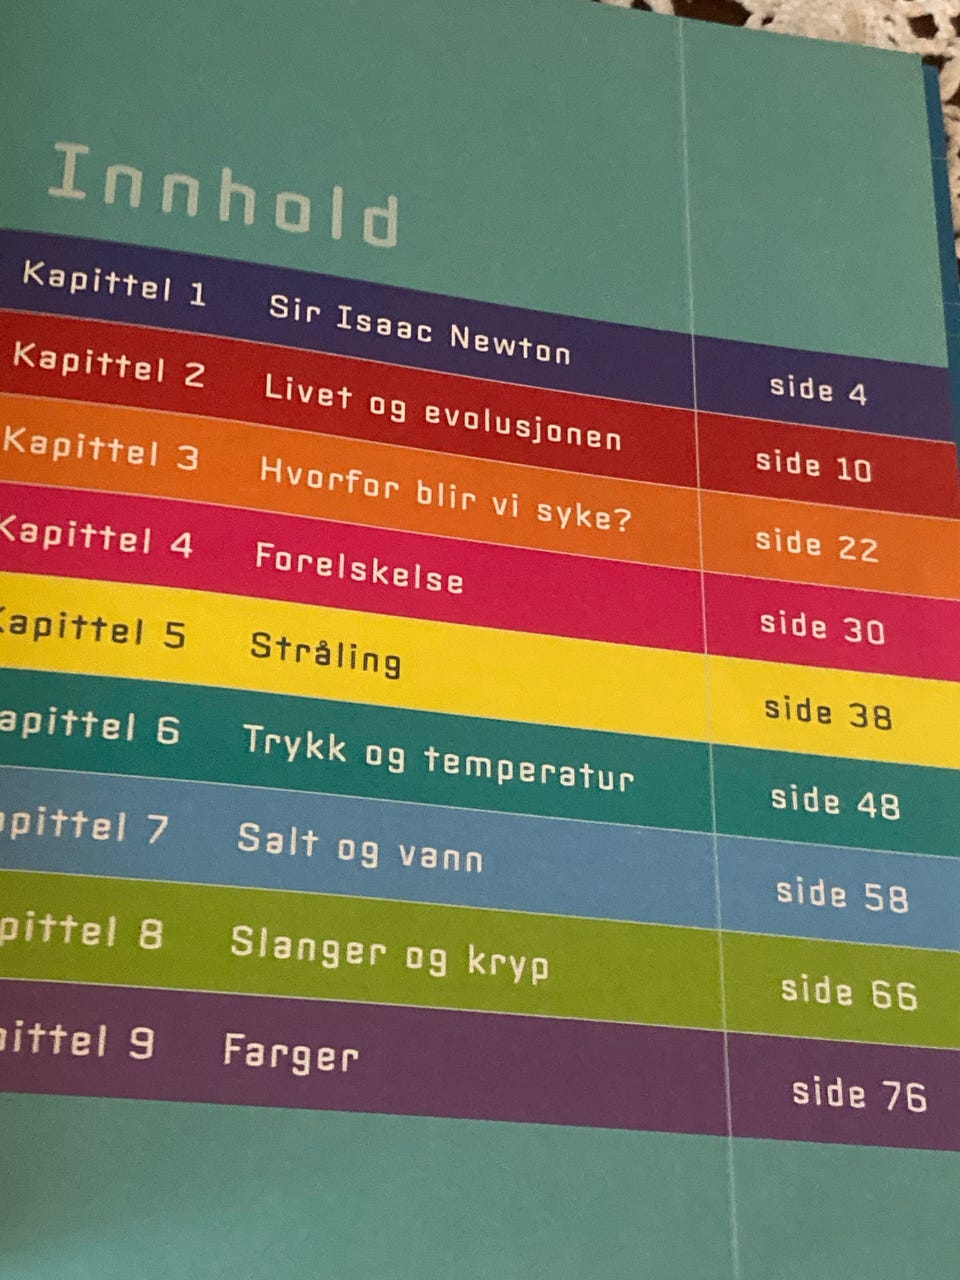 Innhold
Kapittel 1 Sir Isaac Newton side 4
Kapittel 2 Livet og evolusjonen side 10
Kapittel 3 Hvorfor blir vi syke? side 22
Kapittel 4 Forelskelse side 30
Kapittel 5 Stråling side 38
apittel 6 Trykk og temperatur side 48
pittel 7 Salt og vann side 58
pittel 8 Slanger og kryp side 66
ittel 9 Farger side 76